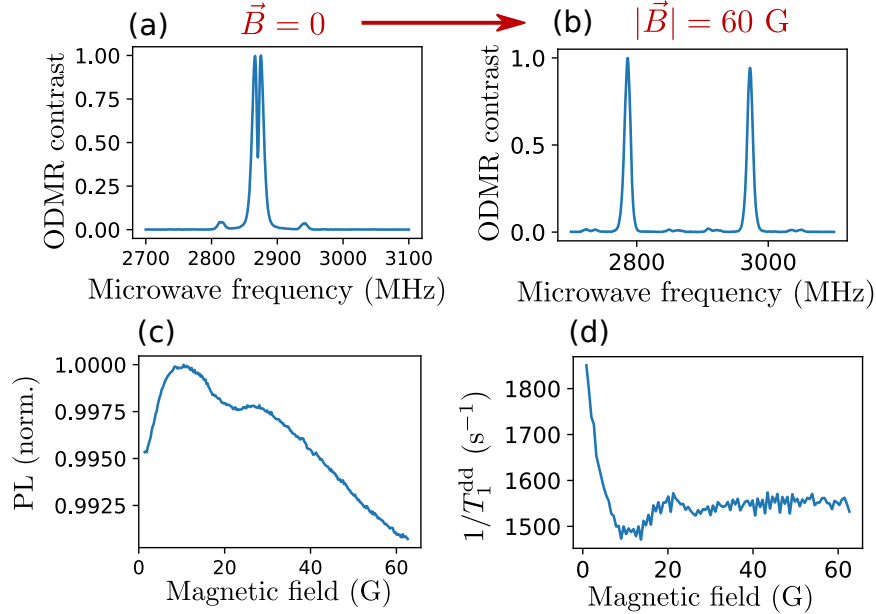 (a) B⃗ = 0 (b) |B⃗| = 60 G
ODMR contrast
1.00
0.75
0.50
0.25
0.00
2700 2800 2900 3000 3100
Microwave frequency (MHz)
ODMR contrast
1.0
0.5
0.0
2800 3000
Microwave frequency (MHz)
(c)
PL (norm.)
1.0000
0.9975
0.9950
0.9925
0 20 40 60
Magnetic field (G)
(d)
1/T₁ᵈᵈ (s⁻¹)
1800
1700
1600
1500
0 20 40 60
Magnetic field (G)